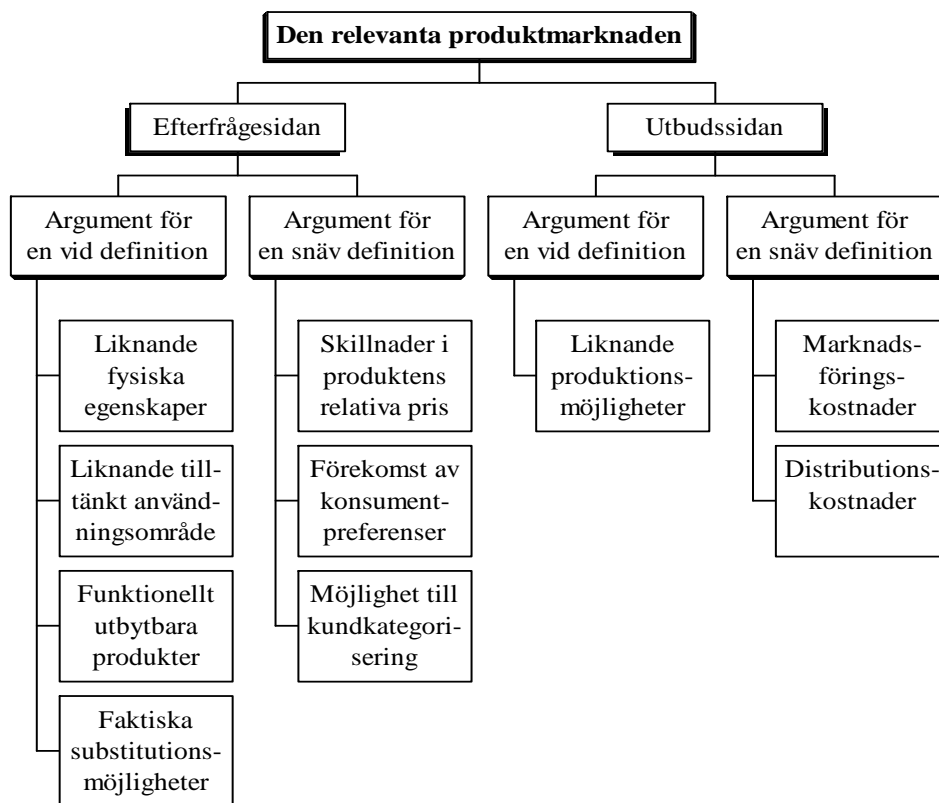 Den relevanta produktmarknaden
Efterfrågesidan
Utbudssidan
Argument för
en vid definition
Argument för
en snäv definition
Argument för
en vid definition
Argument för
en snäv definition
Liknande
fysiska
egenskaper
Skillnader i
produktens
relativa pris
Liknande
produktions-
möjligheter
Marknads-
förings-
kostnader
Liknande till-
tänkt använd-
ningsområde
Förekomst av
konsument-
preferenser
Distributions-
kostnader
Funktionellt
utbytbara
produkter
Möjlighet till
kundkategori-
sering
Faktiska
substitutions-
möjligheter